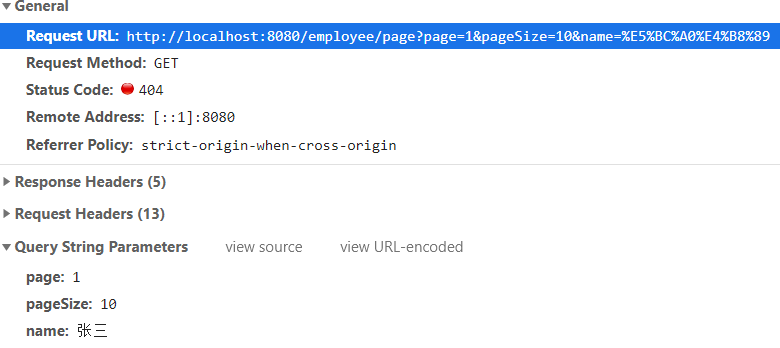 General
Request URL: http://localhost:8080/employee/page?page=1&pageSize=10&name=%E5%BC%A0%E4%B8%89
Request Method: GET
Status Code: 404
Remote Address: [::1]:8080
Referrer Policy: strict-origin-when-cross-origin
Response Headers (5)
Request Headers (13)
Query String Parameters view source view URL-encoded
page: 1
pageSize: 10
name: 张三